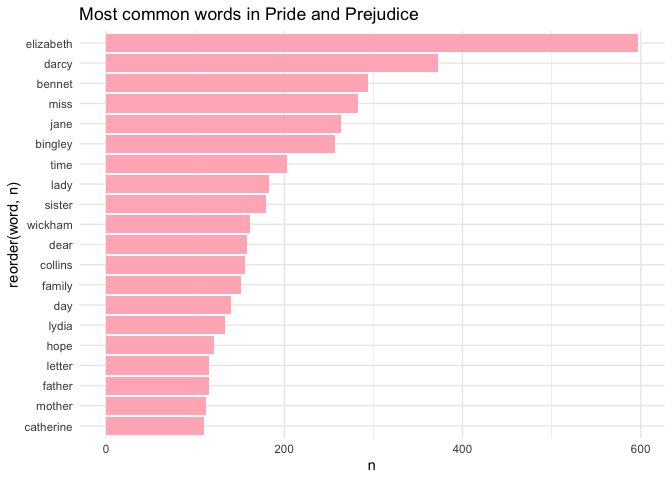 Most common words in Pride and Prejudice
reorder(word, n)
elizabeth
darcy
bennet
miss
jane
bingley
time
lady
sister
wickham
dear
collins
family
day
lydia
hope
letter
father
mother
catherine
0 200 400 600
n